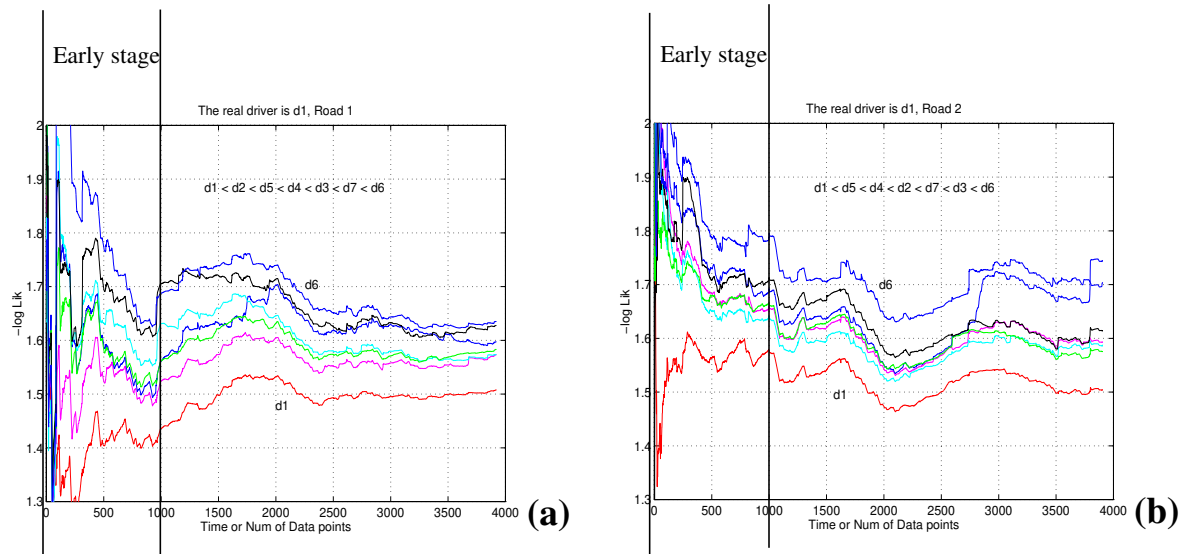 Early stage
The real driver is d1, Road 1
2
1.9
1.8
1.7
1.6
1.5
1.4
1.3
−log Lik
d1 < d2 < d5 < d4 < d3 < d7 < d6
d6
d1
0 500 1000 1500 2000 2500 3000 3500 4000
Time or Num of Data points
(a)
Early stage
The real driver is d1, Road 2
2
1.9
1.8
1.7
1.6
1.5
1.4
1.3
−log Lik
d1 < d5 < d4 < d2 < d7 < d3 < d6
d6
d1
0 500 1000 1500 2000 2500 3000 3500 4000
Time or Num of Data points
(b)